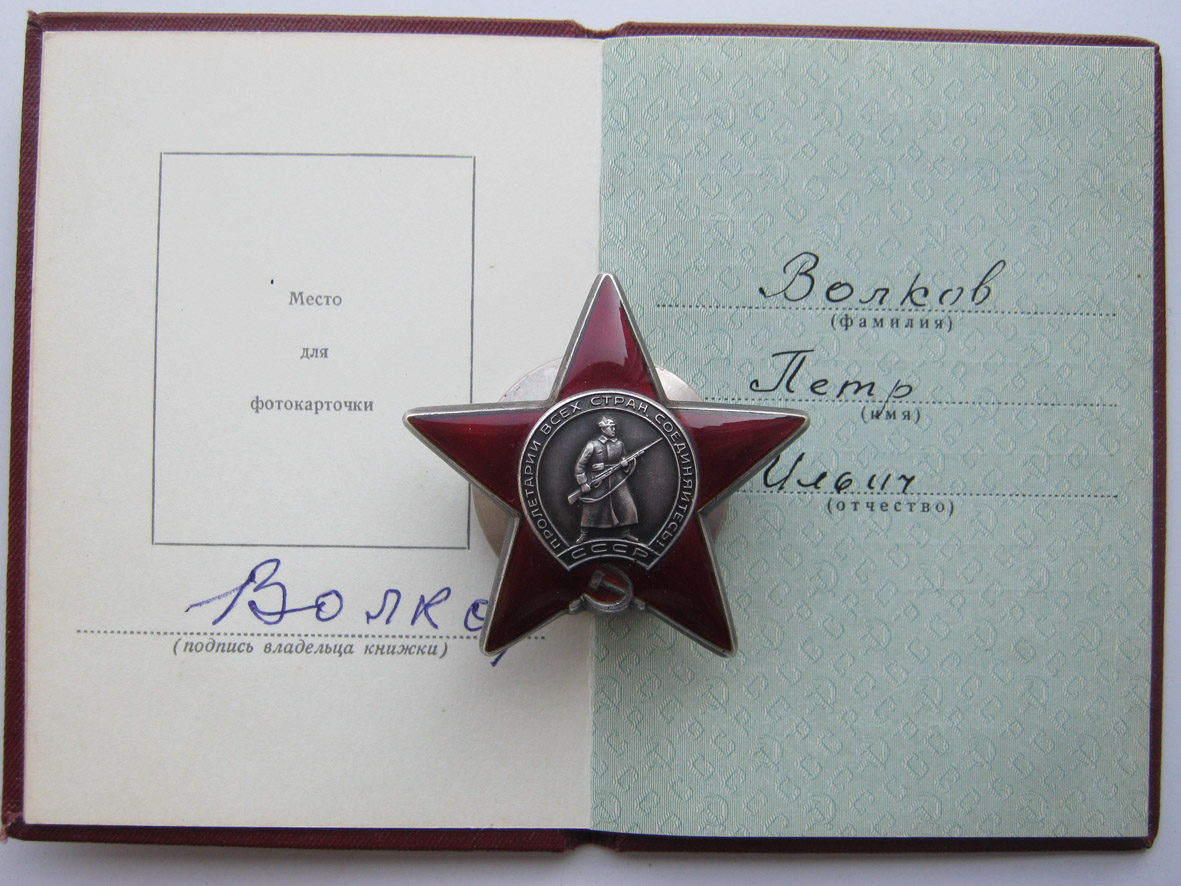 Место
для
фотокарточки
Волко
(подпись владельца книжки)
ПРОЛЕТАРИИ ВСЕХ СТРАН, СОЕДИНЯЙТЕСЬ!
СССР
Волков
(фамилия)
Петр
(имя)
Ильич
(отчество)